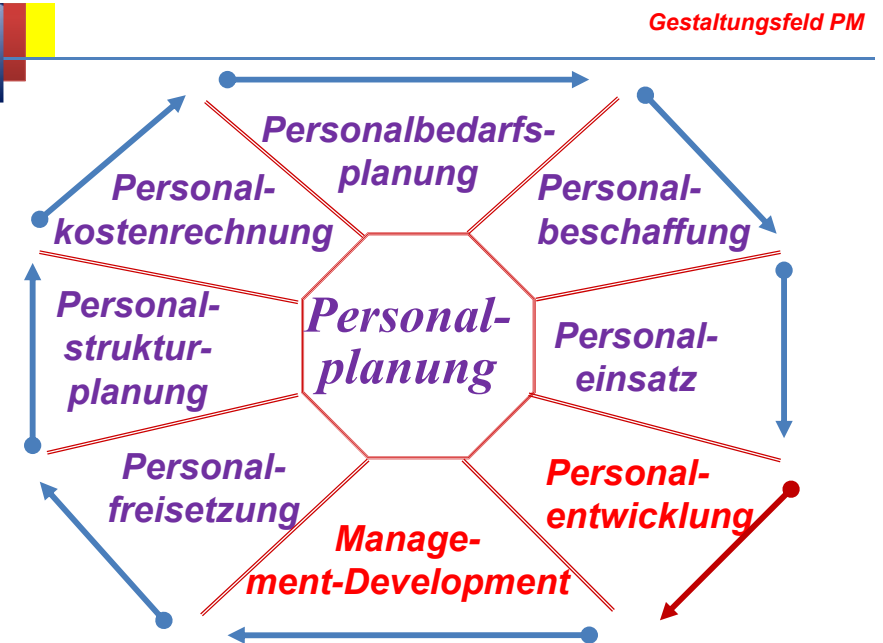 Gestaltungsfeld PM
Personalbedarfs-
planung
Personal-
beschaffung
Personal-
einsatz
Personal-
entwicklung
Manage-
ment-Development
Personal-
freisetzung
Personal-
struktur-
planung
Personal-
kostenrechnung
Personal-
planung